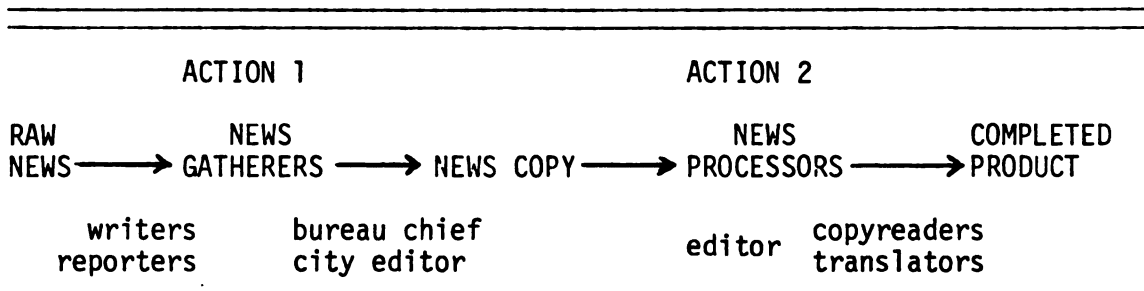 ACTION 1 ACTION 2
RAW NEWS NEWS COMPLETED
NEWS GATHERERS NEWS COPY PROCESSORS PRODUCT
writers bureau chief editor copyreaders
reporters city editor translators